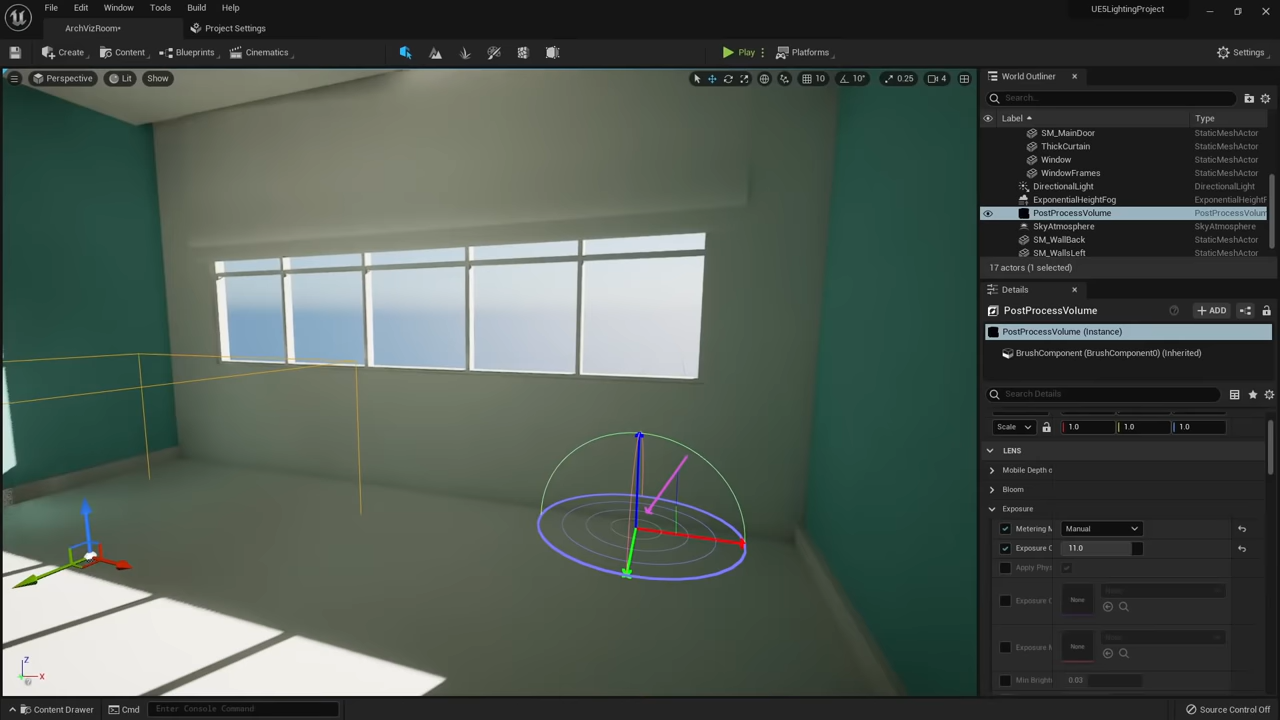 File Edit Window Tools Build Help
UE5LightingProject
ArchVizRoom•
Project Settings
Create
Content
Blueprints
Cinematics
Play
Platforms
Settings
Perspective
Lit
Show
10
10°
0.25
4
Z
X
World Outliner
Search...
Label
Type
SM_MainDoor StaticMeshActor
ThickCurtain StaticMeshActor
Window StaticMeshActor
WindowFrames StaticMeshActor
DirectionalLight DirectionalLight
ExponentialHeightFog ExponentialHeightF
PostProcessVolume PostProcessVolum
SkyAtmosphere SkyAtmosphere
SM_WallBack StaticMeshActor
SM_WallsLeft StaticMeshActor
17 actors (1 selected)
Details
PostProcessVolume
ADD
PostProcessVolume (Instance)
BrushComponent (BrushComponent0) (Inherited)
Search Details
Scale 1.0 1.0 1.0
LENS
Mobile Depth o
Bloom
Exposure
Metering M Manual
Exposure C 11.0
Apply Phys
Exposure C None
Exposure M None
Min Bright 0.03
Content Drawer
Cmd
Enter Console Command
Source Control Off